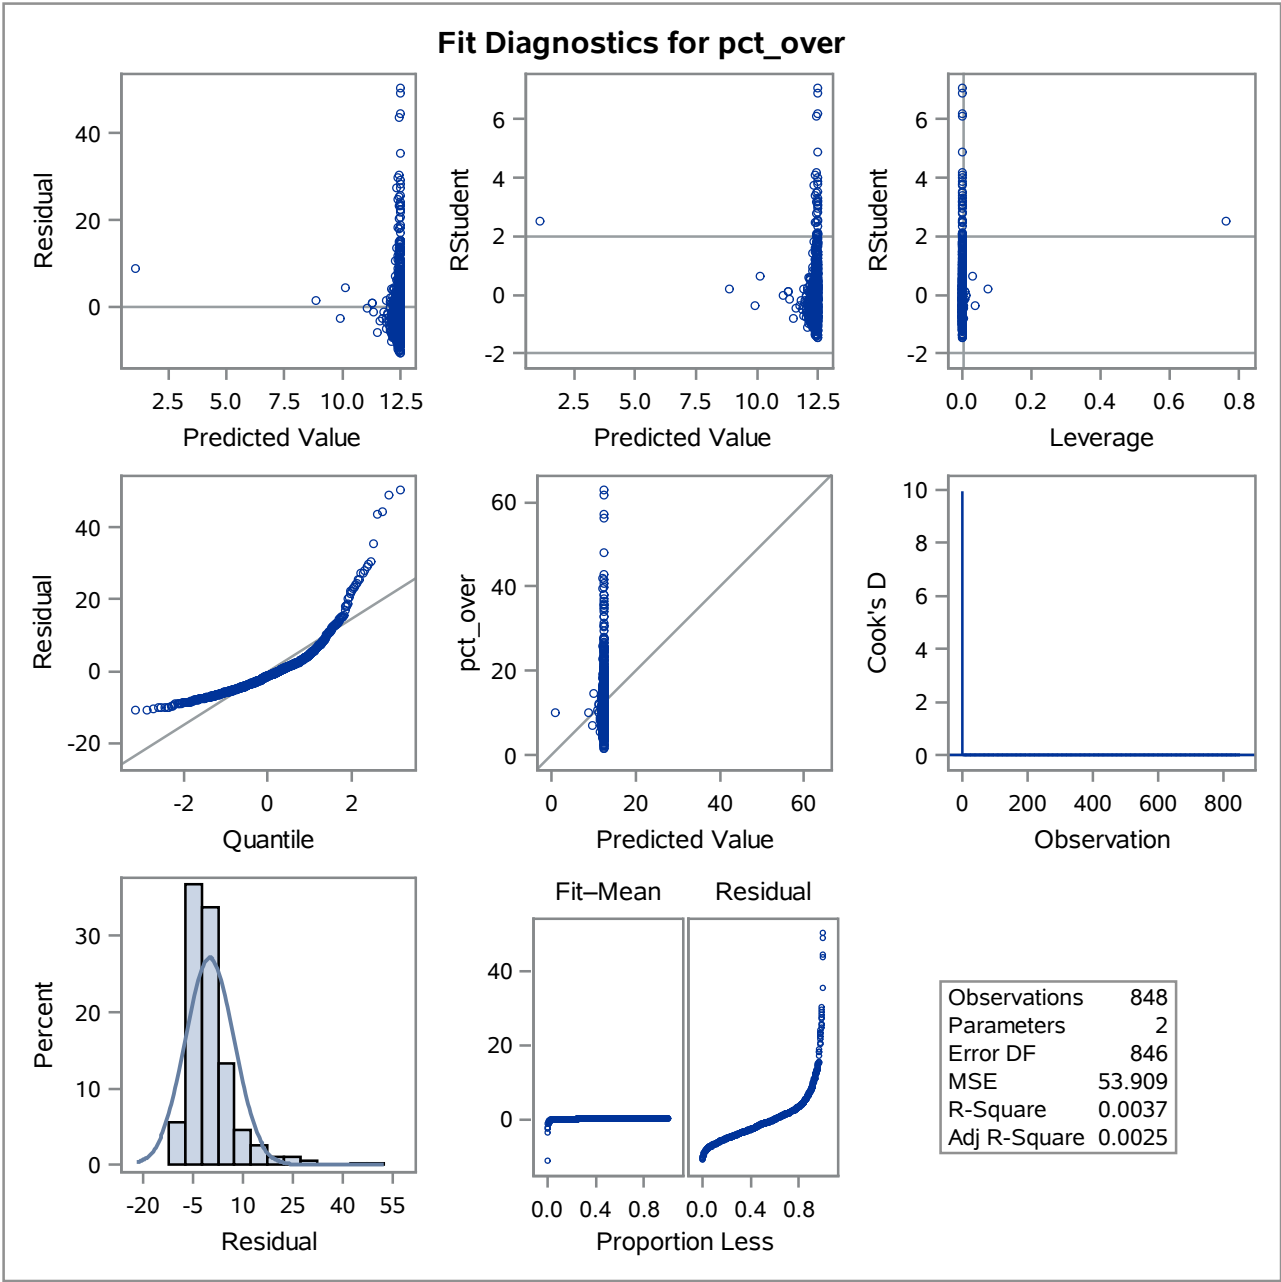 Fit Diagnostics for pct_over
Residual
40
20
0
2.5 5.0 7.5 10.0 12.5
Predicted Value
RStudent
6
4
2
0
-2
2.5 5.0 7.5 10.0 12.5
Predicted Value
RStudent
6
4
2
0
-2
0.0 0.2 0.4 0.6 0.8
Leverage
Residual
40
20
0
-20
-2 0 2
Quantile
pct_over
60
40
20
0
0 20 40 60
Predicted Value
Cook's D
10
8
6
4
2
0
0 200 400 600 800
Observation
Percent
30
20
10
0
-20 -5 10 25 40 55
Residual
Fit–Mean Residual
40
20
0
0.0 0.4 0.8 0.0 0.4 0.8
Proportion Less
Observations 848
Parameters 2
Error DF 846
MSE 53.909
R-Square 0.0037
Adj R-Square 0.0025